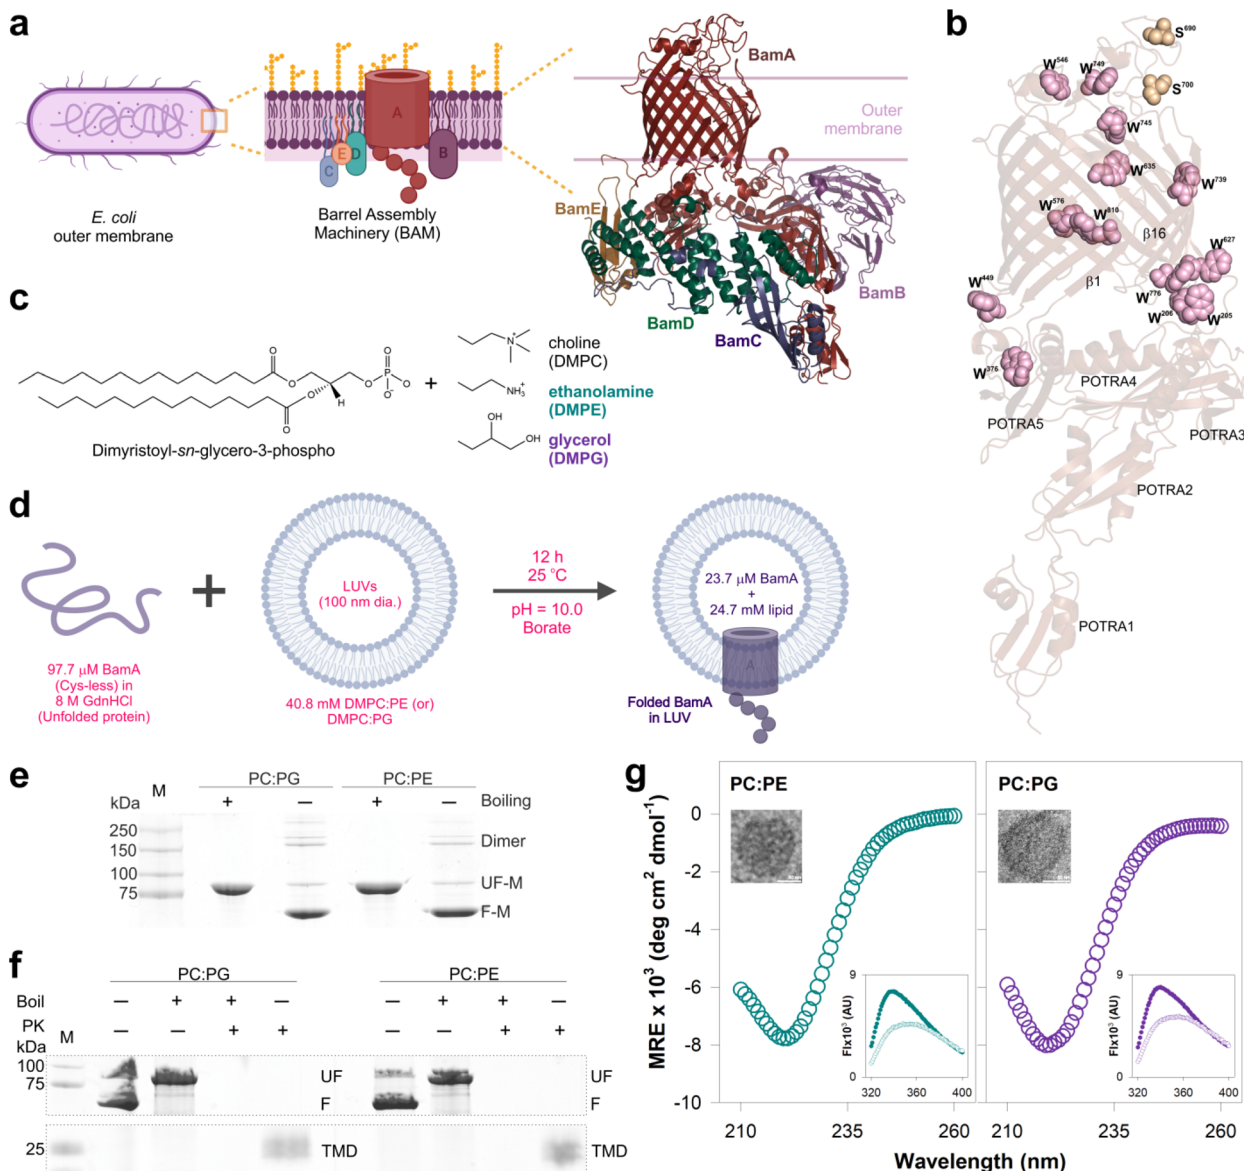 a
E. coli
outer membrane
A
B
C
D
E
Barrel Assembly
Machinery (BAM)
BamA
Outer
membrane
BamE
BamD
BamC
BamB
b
S690
S700
W546
W749
W745
W635
W739
W576
W810
β16
W627
β1
W449
W776
W206
W205
W376
POTRA4
POTRA5
POTRA3
POTRA2
POTRA1
c
O
O
O
O
H
O
P
O
O-
O-
Dimyristoyl-sn-glycero-3-phospho
+
N+
choline
(DMPC)
NH3+
ethanolamine
(DMPE)
OH
OH
glycerol
(DMPG)
d
97.7 μM BamA
(Cys-less) in
8 M GdnHCl
(Unfolded protein)
+
LUVs
(100 nm dia.)
40.8 mM DMPC:PE (or)
DMPC:PG
12 h
25 °C
pH = 10.0
Borate
23.7 μM BamA
+
24.7 mM lipid
A
Folded BamA
in LUV
e
PC:PG PC:PE
kDa M + – + – Boiling
250
150
100
75
Dimer
UF-M
F-M
f
PC:PG PC:PE
Boil – + + – – + + –
PK – – + + – – + +
kDa M
100
75
UF
F
UF
F
25
TMD
TMD
g
PC:PE
PC:PG
MRE x 10³ (deg cm² dmol⁻¹)
0
-2
-4
-6
-8
-10
9
FIx10³ (AU)
0
320 360 400
9
FIx10³ (AU)
0
320 360 400
210 235 260
210 235 260
Wavelength (nm)